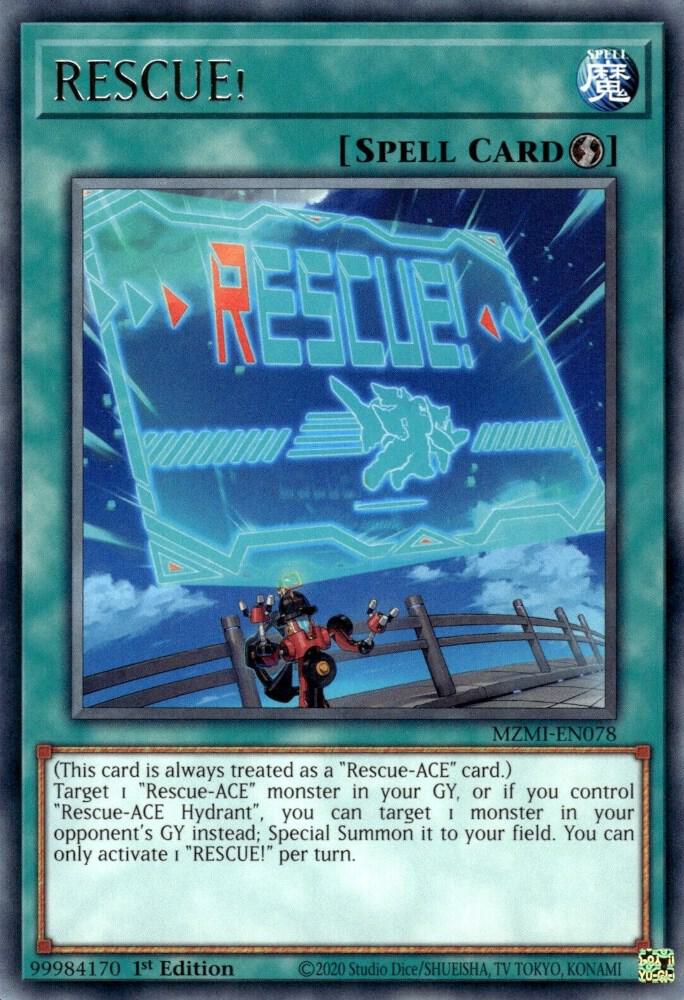 RESCUE!
SPELL
魔
[SPELL CARD]
RESCUE!
MZMI-EN078
(This card is always treated as a "Rescue-ACE" card.)
Target 1 "Rescue-ACE" monster in your GY, or if you control
"Rescue-ACE Hydrant", you can target 1 monster in your
opponent's GY instead; Special Summon it to your field. You can
only activate 1 "RESCUE!" per turn.
99984170 1st Edition ©2020 Studio Dice/SHUEISHA, TV TOKYO, KONAMI